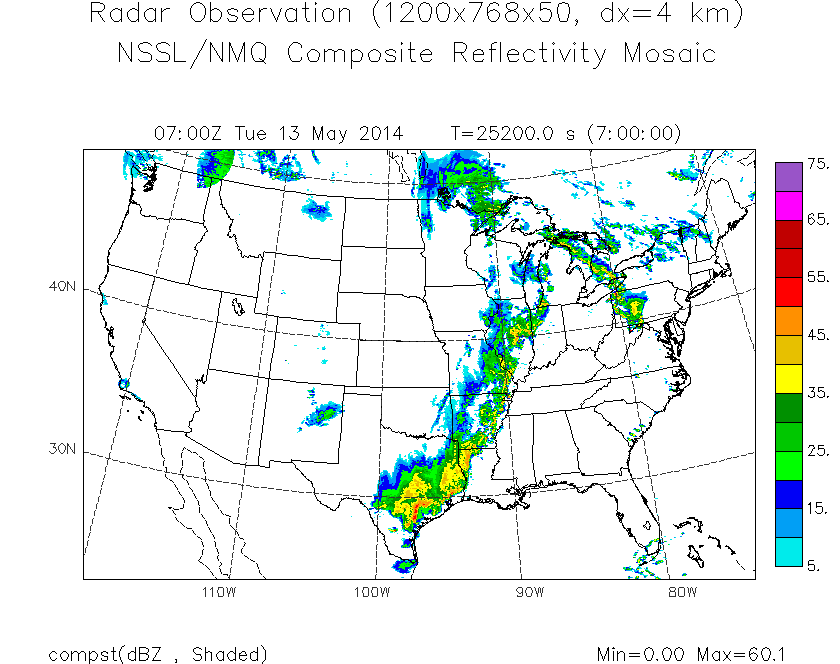 Radar Observation (1200x768x50, dx=4 km)
NSSL/NMQ Composite Reflectivity Mosaic
07:00Z Tue 13 May 2014 T=25200.0 s (7:00:00)
75.
65.
55.
45.
35.
25.
15.
5.
40N
30N
110W 100W 90W 80W
compst(dBZ , Shaded) Min=0.00 Max=60.1